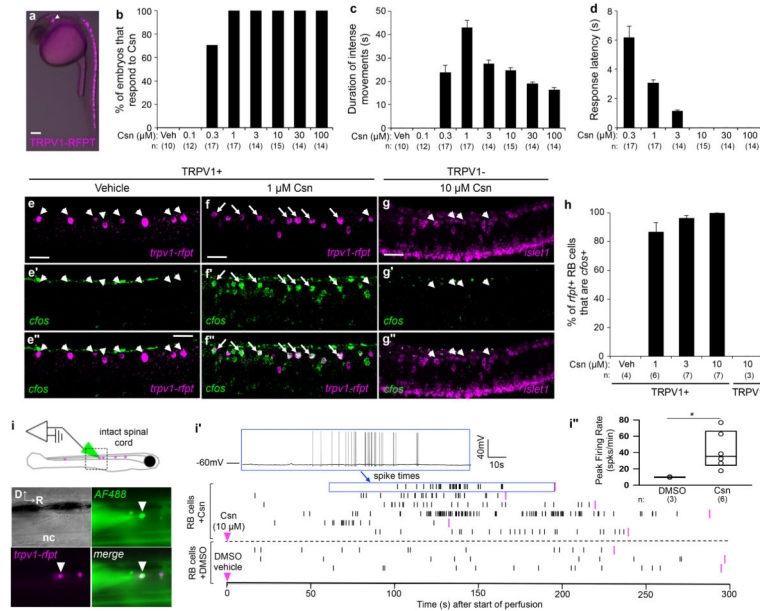 a
TRPV1-RFPT
b
% of embryos that
respond to Csn
100
80
60
40
20
0
Csn (µM): Veh 0.1 0.3 1 3 10 30 100
n: (10) (12) (17) (17) (14) (15) (14) (14)
c
Duration of intense
movements (s)
50
40
30
20
10
0
Csn (µM): Veh 0.1 0.3 1 3 10 30 100
n: (10) (12) (17) (17) (14) (15) (14) (14)
d
Response latency (s)
8
6
4
2
0
Csn (µM): 0.3 1 3 10 30 100
n: (17) (17) (14) (15) (14) (14)
TRPV1+
TRPV1-
Vehicle
1 µM Csn
10 µM Csn
e
trpv1-rfpt
f
trpv1-rfpt
g
islet1
e'
cfos
f'
cfos
g'
cfos
e"
cfos
trpv1-rfpt
f"
cfos
trpv1-rfpt
g"
cfos
islet1
h
% of rfpt+ RB cells
that are cfos+
100
80
60
40
20
0
Csn (µM): Veh 1 3 10 10
n: (4) (6) (7) (7) (3)
TRPV1+
TRPV
i
intact spinal
cord
D
R
nc
AF488
trpv1-rfpt
merge
i'
-60mV
40mV
10s
spike times
RB cells
+Csn
Csn
(10 µM)
RB cells
+DMSO
DMSO
vehicle
0 50 100 150 200 250 300
Time (s) after start of perfusion
i"
Peak Firing Rate
(spks/min)
80
60
40
20
0
*
DMSO Csn
n: (3) (6)